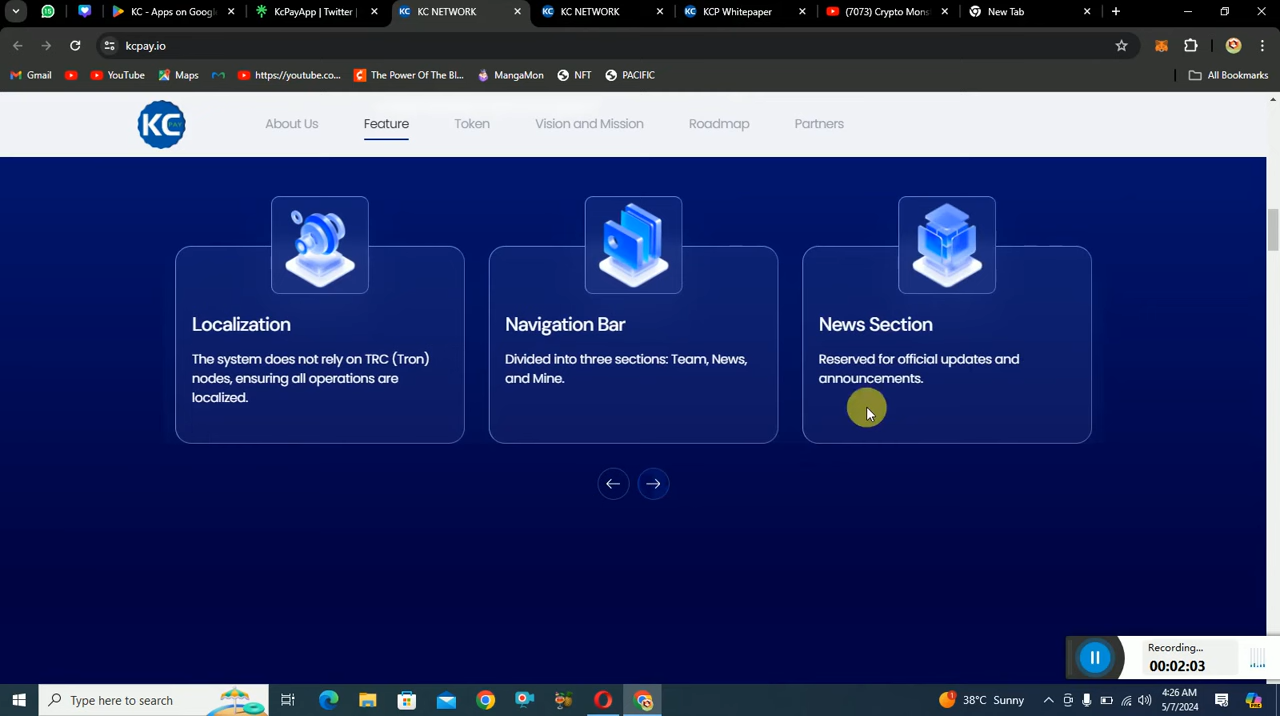 KC - Apps on Google
KcPayApp | Twitter |
KC NETWORK
KC NETWORK
KCP Whitepaper
(7073) Crypto Mons
New Tab
kcpay.io
Gmail
YouTube
Maps
https://youtube.co...
The Power Of The Bl...
MangaMon
NFT
PACIFIC
All Bookmarks
KC PAY
About Us
Feature
Token
Vision and Mission
Roadmap
Partners
Localization
The system does not rely on TRC (Tron)
nodes, ensuring all operations are
localized.
Navigation Bar
Divided into three sections: Team, News,
and Mine.
News Section
Reserved for official updates and
announcements.
Recording...
00:02:03
Type here to search
38°C Sunny
4:26 AM
5/7/2024